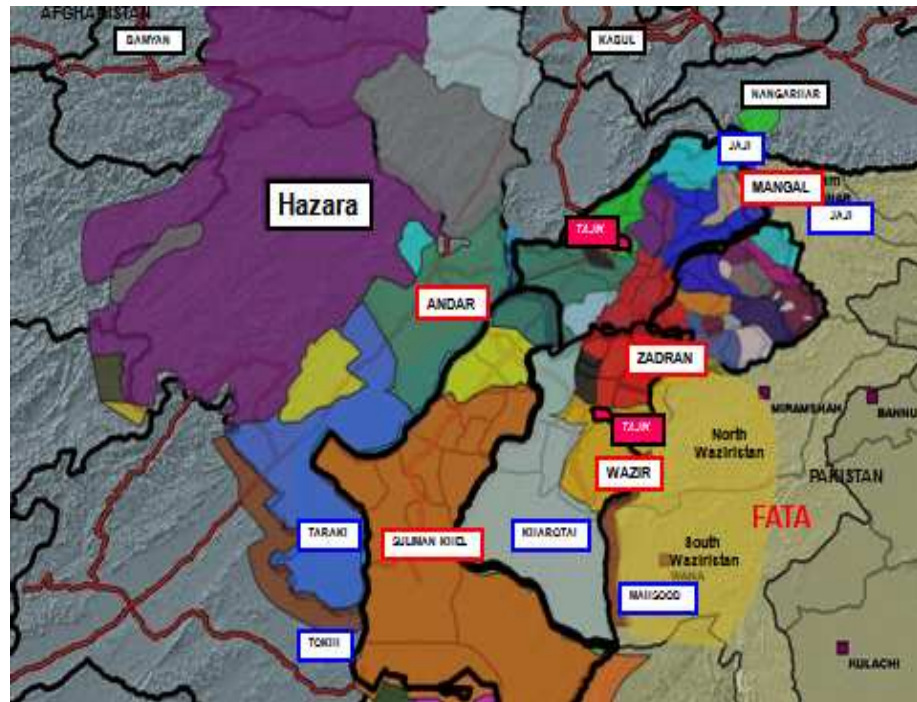 AFGHANISTAN
BAMYAN
KABUL
NANGARHAR
JAJI
MANGAL
JAJI
Hazara
TAJIK
ANDAR
ZADRAN
MIRAMSHAH
BANNU
TAJIK
North
Waziristan
WAZIR
PAKISTAN
FATA
TARAKI
SULIMAN KHEL
KHAROTAI
South
Waziristan
WANA
MAHSOOD
TOKHI
KULACHI